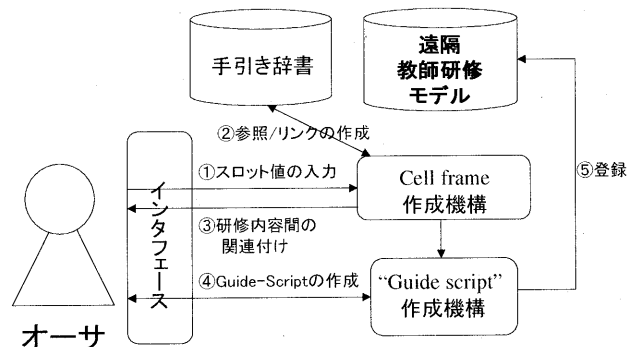 手引き辞書
遠隔
教師研修
モデル
②参照/リンクの作成
①スロット値の入力
⑤登録
Cell frame
作成機構
インタフェース
③研修内容間の
関連付け
④Guide-Scriptの作成
“Guide script”
作成機構
オーサ